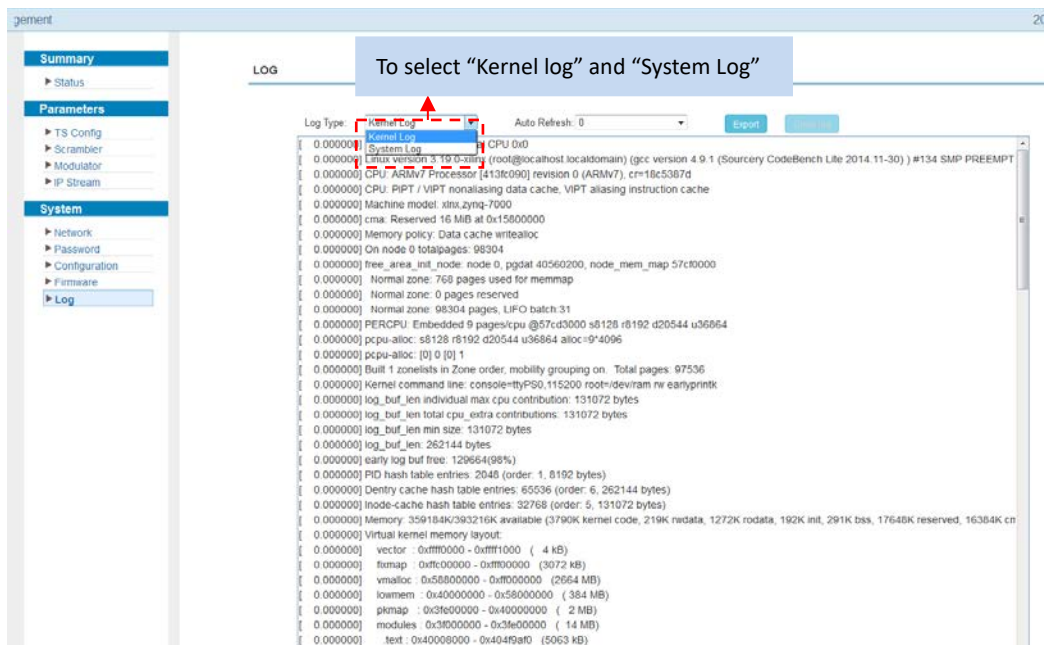 gement
20
Summary
Status
Parameters
TS Config
Scrambler
Modulator
IP Stream
System
Network
Password
Configuration
Firmware
Log
LOG
To select “Kernel log” and “System Log”
Log Type: Kernel Log Auto Refresh: 0 Export
Kernel Log
System Log
[ 0.000000] CPU 0x0
[ 0.000000] Linux version 3.19.0-xilinx (root@localhost.localdomain) (gcc version 4.9.1 (Sourcery CodeBench Lite 2014.11-30) ) #134 SMP PREEMPT
[ 0.000000] CPU: ARMv7 Processor [413fc090] revision 0 (ARMv7), cr=18c5387d
[ 0.000000] CPU: PIPT / VIPT nonaliasing data cache, VIPT aliasing instruction cache
[ 0.000000] Machine model: xlnx,zynq-7000
[ 0.000000] cma: Reserved 16 MiB at 0x15800000
[ 0.000000] Memory policy: Data cache writealloc
[ 0.000000] On node 0 totalpages: 98304
[ 0.000000] free_area_init_node: node 0, pgdat 40560200, node_mem_map 57cf0000
[ 0.000000] Normal zone: 768 pages used for memmap
[ 0.000000] Normal zone: 0 pages reserved
[ 0.000000] Normal zone: 98304 pages, LIFO batch:31
[ 0.000000] PERCPU: Embedded 9 pages/cpu @57cd3000 s8128 r8192 d20544 u36864
[ 0.000000] pcpu-alloc: s8128 r8192 d20544 u36864 alloc=9*4096
[ 0.000000] pcpu-alloc: [0] 0 [0] 1
[ 0.000000] Built 1 zonelists in Zone order, mobility grouping on. Total pages: 97536
[ 0.000000] Kernel command line: console=ttyPS0,115200 root=/dev/ram rw earlyprintk
[ 0.000000] log_buf_len individual max cpu contribution: 131072 bytes
[ 0.000000] log_buf_len total cpu_extra contributions: 131072 bytes
[ 0.000000] log_buf_len min size: 131072 bytes
[ 0.000000] log_buf_len: 262144 bytes
[ 0.000000] early log buf free: 129664(98%)
[ 0.000000] PID hash table entries: 2048 (order: 1, 8192 bytes)
[ 0.000000] Dentry cache hash table entries: 65536 (order: 6, 262144 bytes)
[ 0.000000] Inode-cache hash table entries: 32768 (order: 5, 131072 bytes)
[ 0.000000] Memory: 359184K/393216K available (3790K kernel code, 219K rwdata, 1272K rodata, 192K init, 291K bss, 17648K reserved, 16384K cm
[ 0.000000] Virtual kernel memory layout:
[ 0.000000] vector : 0xffff0000 - 0xffff1000 ( 4 kB)
[ 0.000000] fixmap : 0xffc00000 - 0xfff00000 (3072 kB)
[ 0.000000] vmalloc : 0x58800000 - 0xff000000 (2664 MB)
[ 0.000000] lowmem : 0x40000000 - 0x58000000 ( 384 MB)
[ 0.000000] pkmap : 0x3fe00000 - 0x40000000 ( 2 MB)
[ 0.000000] modules : 0x3f000000 - 0x3fe00000 ( 14 MB)
[ 0.000000] .text : 0x40008000 - 0x404f9af0 (5063 kB)